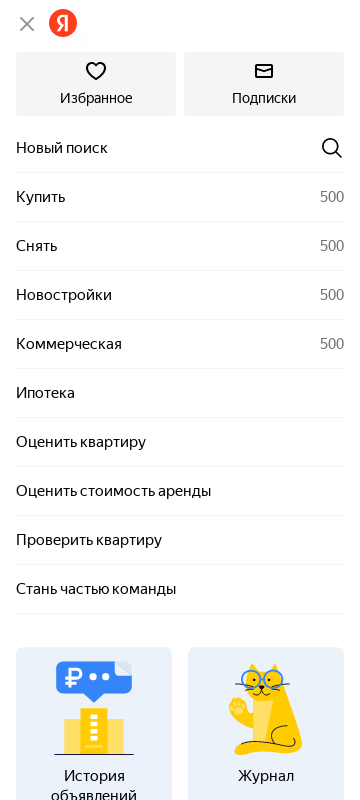 Я
Избранное
Подписки
Новый поиск
Купить 500
Снять 500
Новостройки 500
Коммерческая 500
Ипотека
Оценить квартиру
Оценить стоимость аренды
Проверить квартиру
Стань частью команды
₽
История
объявлений
Журнал